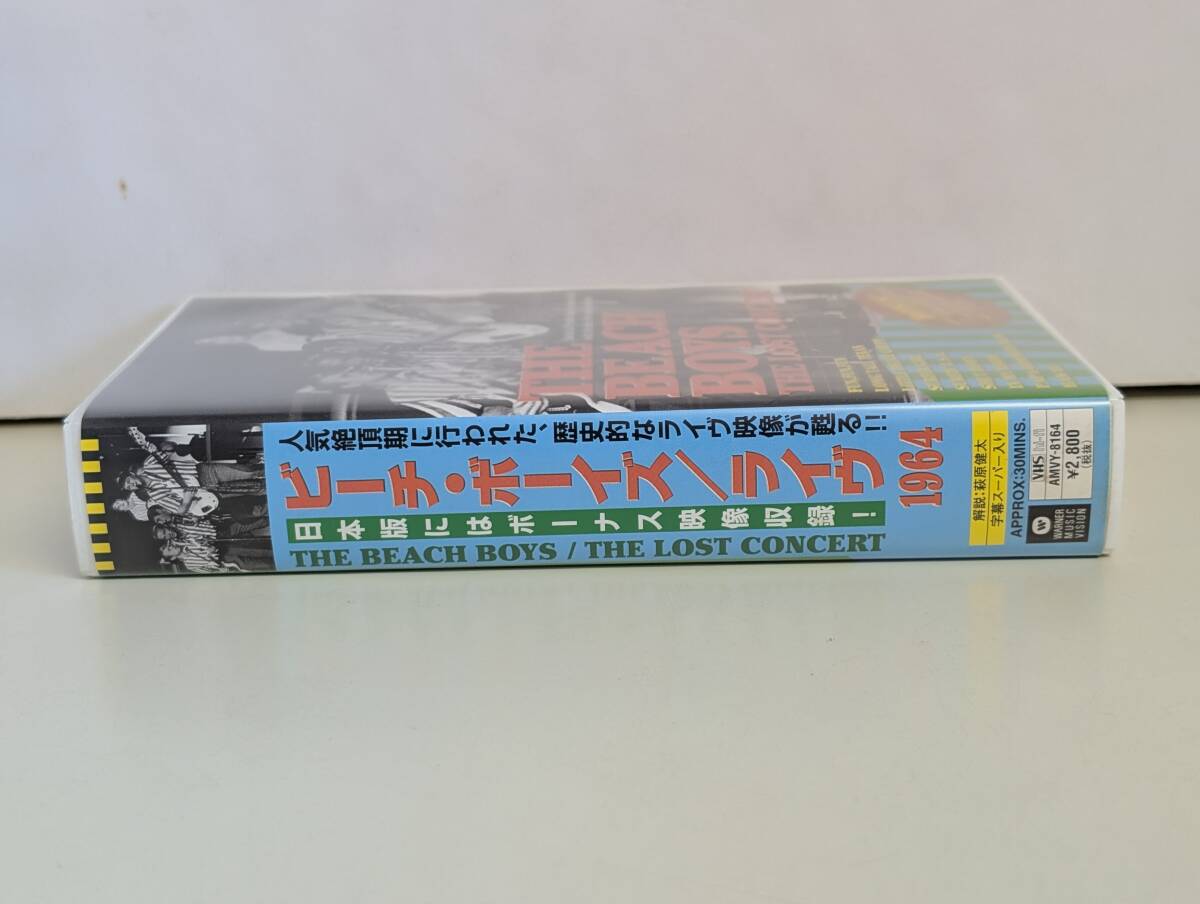 THE
BEACH
BOYS
THE LOST
人気絶頂期に行われた、歴史的なライヴ映像が甦る!!
ビーチ・ボーイズ/ライヴ
1964
日本版にはボーナス映像収録!
THE BEACH BOYS / THE LOST CONCERT
解説:萩原健太
字幕スーパー入り
APPROX:30MINS.
VHS
AMVY-8164
¥2,800
(税抜)
WARNER
MUSIC
VISION